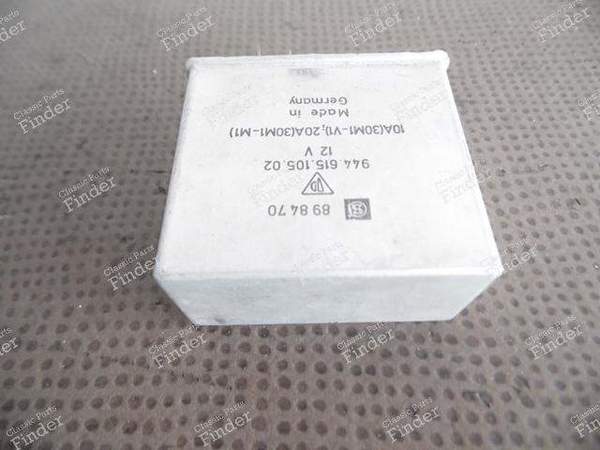 89 84 70
944.615.105.02
12 V
10A(30M1-V1),20A(30M1-M1)
Made in
Germany
Classic Parts
Finder